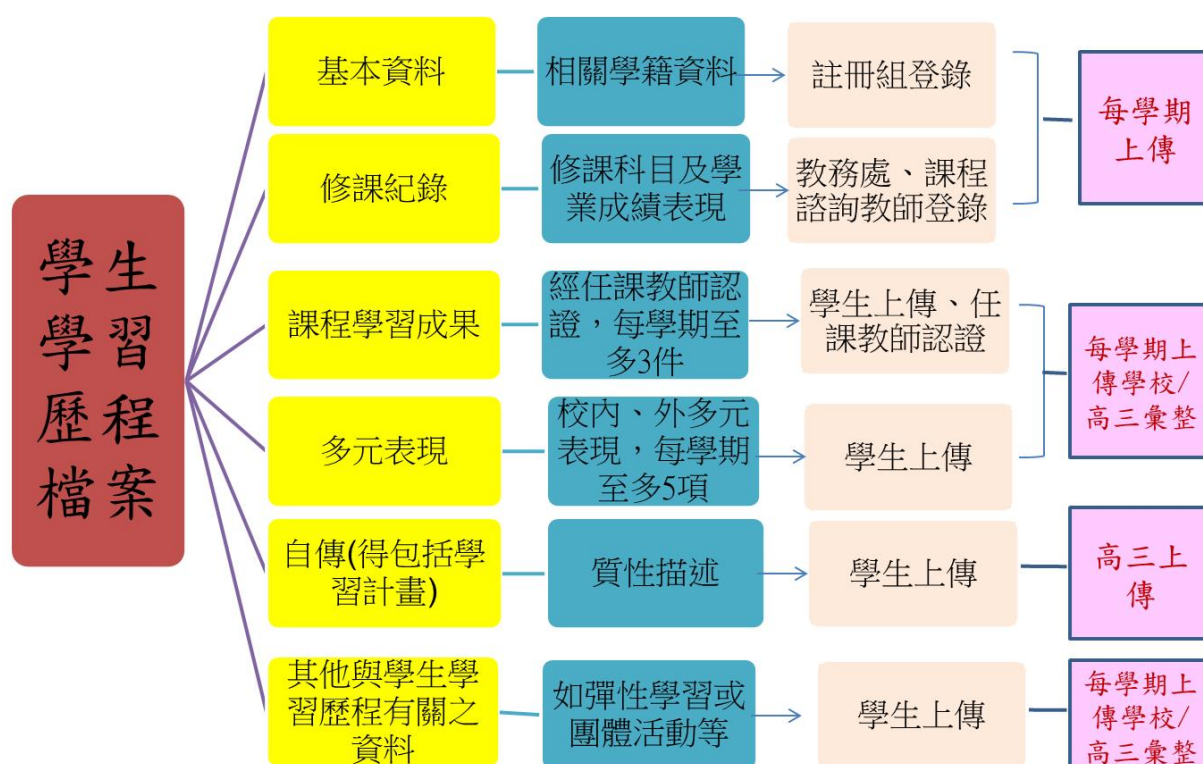 學生
學習
歷程
檔案
基本資料
相關學籍資料
註冊組登錄
每學期
上傳
修課紀錄
修課科目及學
業成績表現
教務處、課程
諮詢教師登錄
課程學習成果
經任課教師認
證，每學期至
多3件
學生上傳、任
課教師認證
每學期上
傳學校/
高三彙整
多元表現
校內、外多元
表現，每學期
至多5項
學生上傳
自傳(得包括學
習計畫)
質性描述
學生上傳
高三上
傳
其他與學生學
習歷程有關之
資料
如彈性學習或
團體活動等
學生上傳
每學期上
傳學校/
高三彙整